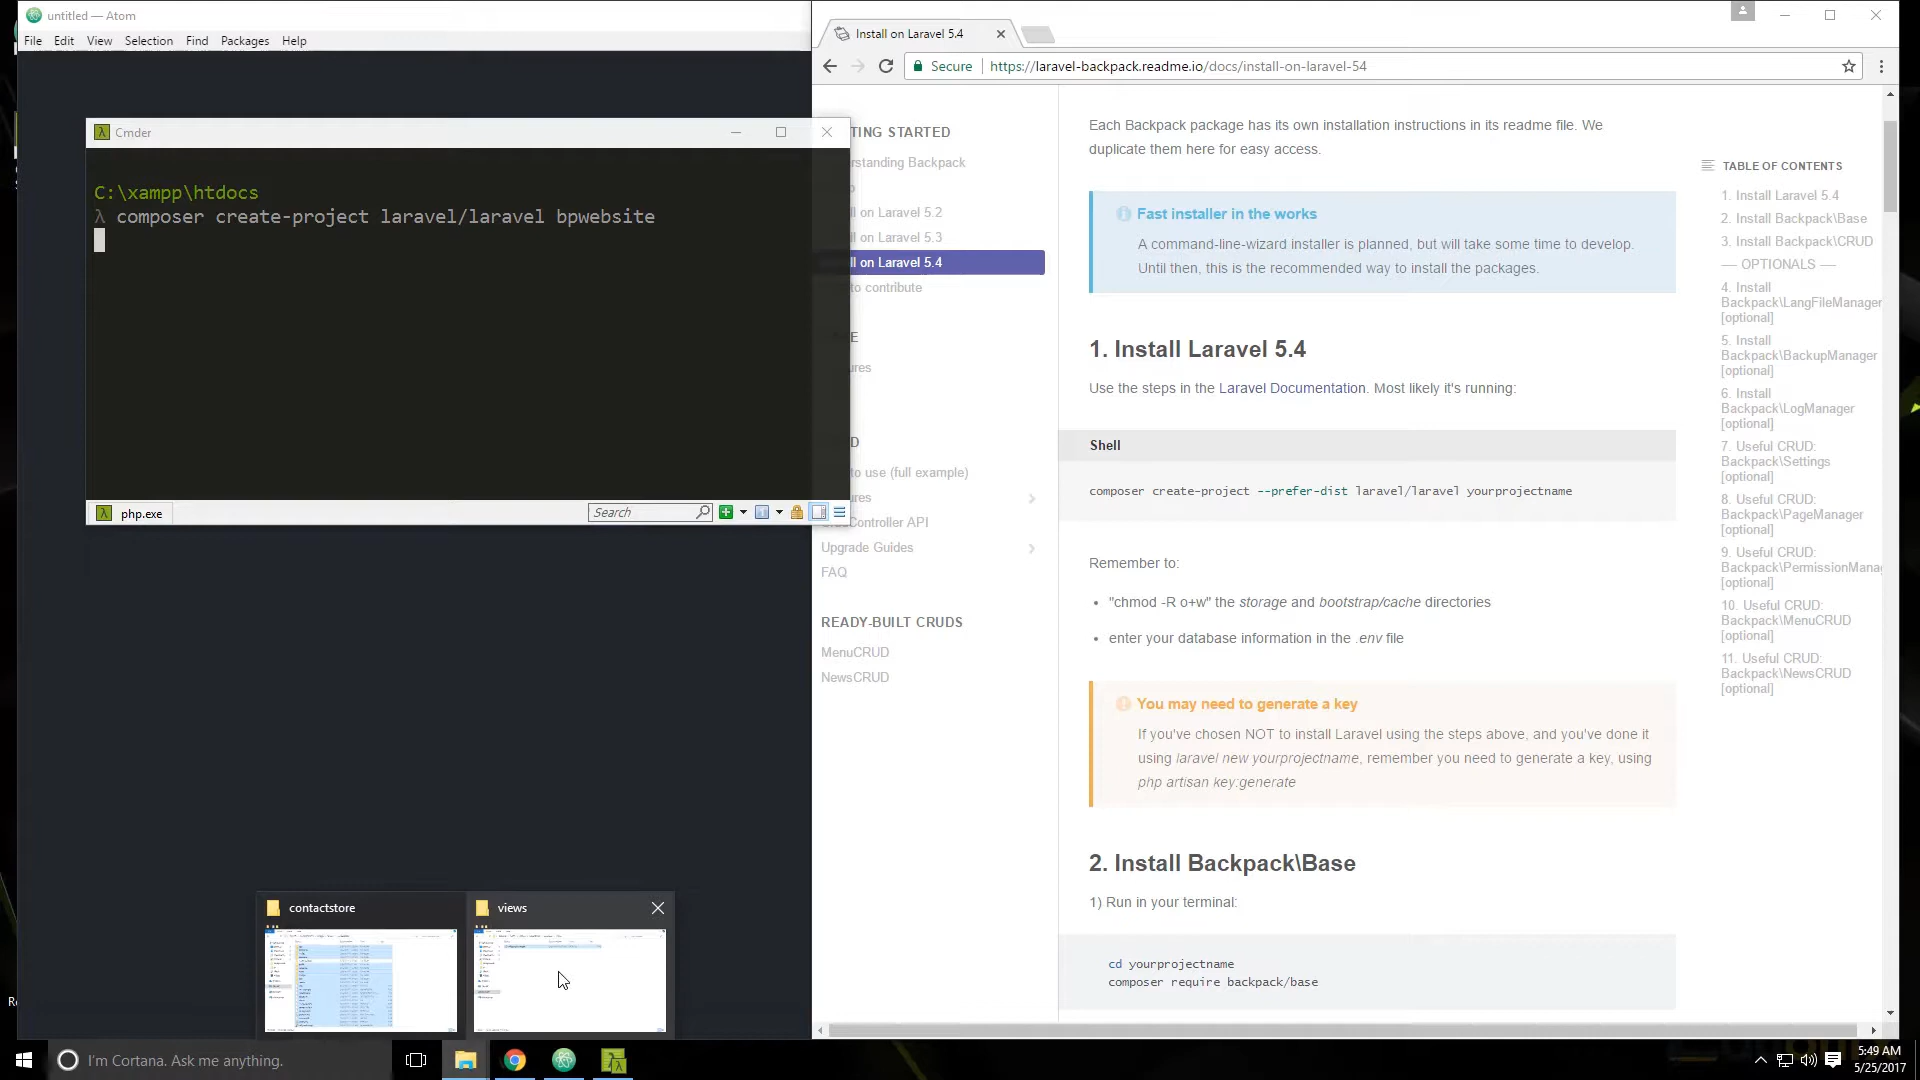 untitled — Atom
File Edit View Selection Find Packages Help
Cmder
C:\xampp\htdocs
λ composer create-project laravel/laravel bpwebsite
php.exe
Search
Install on Laravel 5.4
Secure
https://laravel-backpack.readme.io/docs/install-on-laravel-54
TING STARTED
rstanding Backpack
ll on Laravel 5.2
ll on Laravel 5.3
ll on Laravel 5.4
to contribute
ures
to use (full example)
ures
Controller API
Upgrade Guides
FAQ
READY-BUILT CRUDS
MenuCRUD
NewsCRUD
Each Backpack package has its own installation instructions in its readme file. We
duplicate them here for easy access.
Fast installer in the works
A command-line-wizard installer is planned, but will take some time to develop.
Until then, this is the recommended way to install the packages.
1. Install Laravel 5.4
Use the steps in the Laravel Documentation. Most likely it's running:
Shell
composer create-project --prefer-dist laravel/laravel yourprojectname
Remember to:
• "chmod -R o+w" the storage and bootstrap/cache directories
• enter your database information in the .env file
You may need to generate a key
If you've chosen NOT to install Laravel using the steps above, and you've done it
using laravel new yourprojectname, remember you need to generate a key, using
php artisan key:generate
2. Install Backpack\Base
1) Run in your terminal:
cd yourprojectname
composer require backpack/base
TABLE OF CONTENTS
1. Install Laravel 5.4
2. Install Backpack\Base
3. Install Backpack\CRUD
---- OPTIONALS ----
4. Install
Backpack\LangFileManager
[optional]
5. Install
Backpack\BackupManager
[optional]
6. Install
Backpack\LogManager
[optional]
7. Useful CRUD:
Backpack\Settings
[optional]
8. Useful CRUD:
Backpack\PageManager
[optional]
9. Useful CRUD:
Backpack\PermissionManag
[optional]
10. Useful CRUD:
Backpack\MenuCRUD
[optional]
11. Useful CRUD:
Backpack\NewsCRUD
[optional]
contactstore
views
I'm Cortana. Ask me anything.
5:49 AM
5/25/2017